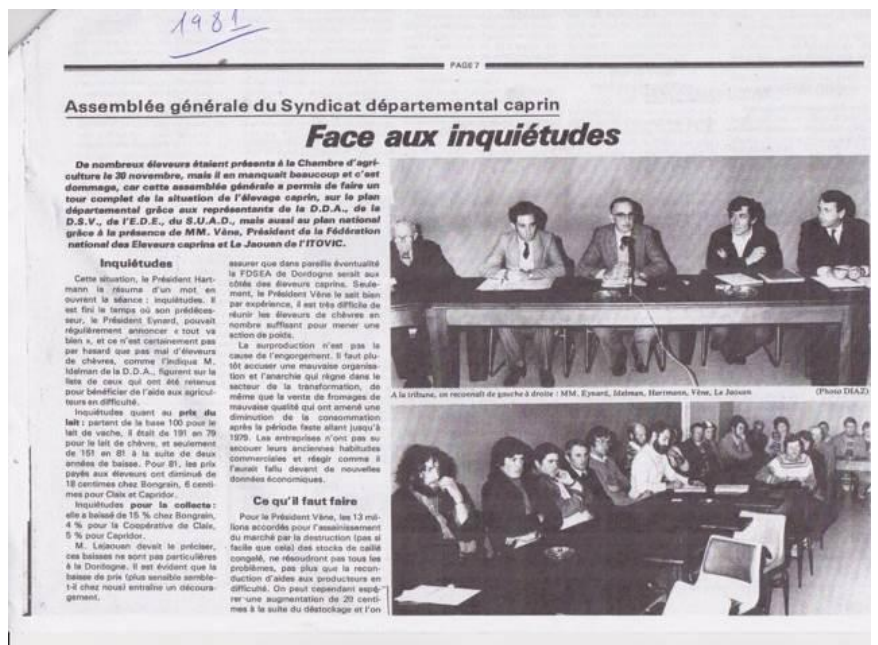 1981
PAGE 7
Assemblée générale du Syndicat départemental caprin
Face aux inquiétudes
De nombreux éleveurs étaient présents à la Chambre d'agri-
culture le 30 novembre, mais il en manquait beaucoup et c'est
dommage, car cette assemblée générale a permis de faire un
tour complet de la situation de l'élevage caprin, sur le plan
départemental grâce aux représentants de la D.D.A., de la
D.S.V., de l'E.D.E., du S.U.A.D., mais aussi au plan national
grâce à la présence de MM. Vène, Président de la Fédération
national des Eleveurs caprins et Le Jaouen de l'ITOVIC.
Inquiétudes
Cette situation, le Président Hart-
mann la résuma d'un mot en
ouvrant la séance : inquiétudes. Il
est fini le temps où son prédéces-
seur, le Président Eynard, pouvait
régulièrement annoncer « tout va
bien », et ce n'est certainement pas
par hasard que pas mal d'éleveurs
de chèvres, comme l'indique M.
Idelman de la D.D.A., figurent sur la
liste de ceux qui ont été retenus
pour bénéficier de l'aide aux agricul-
teurs en difficulté.
Inquiétudes quant au prix du
lait : partant de la base 100 pour le
lait de vache, il était de 191 en 79
pour le lait de chèvre, et seulement
de 151 en 81 à la suite de deux
années de baisse. Pour 81, les prix
payés aux éleveurs ont diminué de
18 centimes chez Bongrain, 6 centi-
mes pour Claix et Capridor.
Inquiétudes pour la collecte :
elle a baissé de 15 % chez Bongrain,
4 % pour la Coopérative de Claix,
5 % pour Capridor.
M. Lejaouen devait le préciser,
ces baisses ne sont pas particulières
à la Dordogne. Il est évident que la
baisse de prix (plus sensible semble-
t-il chez nous) entraîne un découra-
gement.
assurer que dans pareille éventualité
la FDSEA de Dordogne serait aux
côtés des éleveurs caprins. Seule-
ment, le Président Vène le sait bien
par expérience, il est très difficile de
réunir les éleveurs de chèvres en
nombre suffisant pour mener une
action de poids.
La surproduction n'est pas la
cause de l'engorgement. Il faut plu-
tôt accuser une mauvaise organisa-
tion et l'anarchie qui règne dans le
secteur de la transformation, de
même que la vente de fromages de
mauvaise qualité qui ont amené une
diminution de la consommation
après la période faste allant jusqu'à
1979. Les entreprises n'ont pas su
secouer leurs anciennes habitudes
commerciales et réagir comme il
l'aurait fallu devant de nouvelles
données économiques.
Ce qu'il faut faire
Pour le Président Vène, les 13 mil-
lions accordés pour l'assainissement
du marché par la destruction (pas si
facile que cela) des stocks de caillé
congelé, ne résoudront pas tous les
problèmes, pas plus que la recon-
duction d'aides aux producteurs en
difficulté. On peut cependant espé-
rer une augmentation de 20 centi-
mes à la suite du déstockage et l'on
A la tribune, on reconnaît de gauche à droite : MM. Eynard, Idelman, Hartmann, Vène, Le Jaouen
(Photo DIAZ)